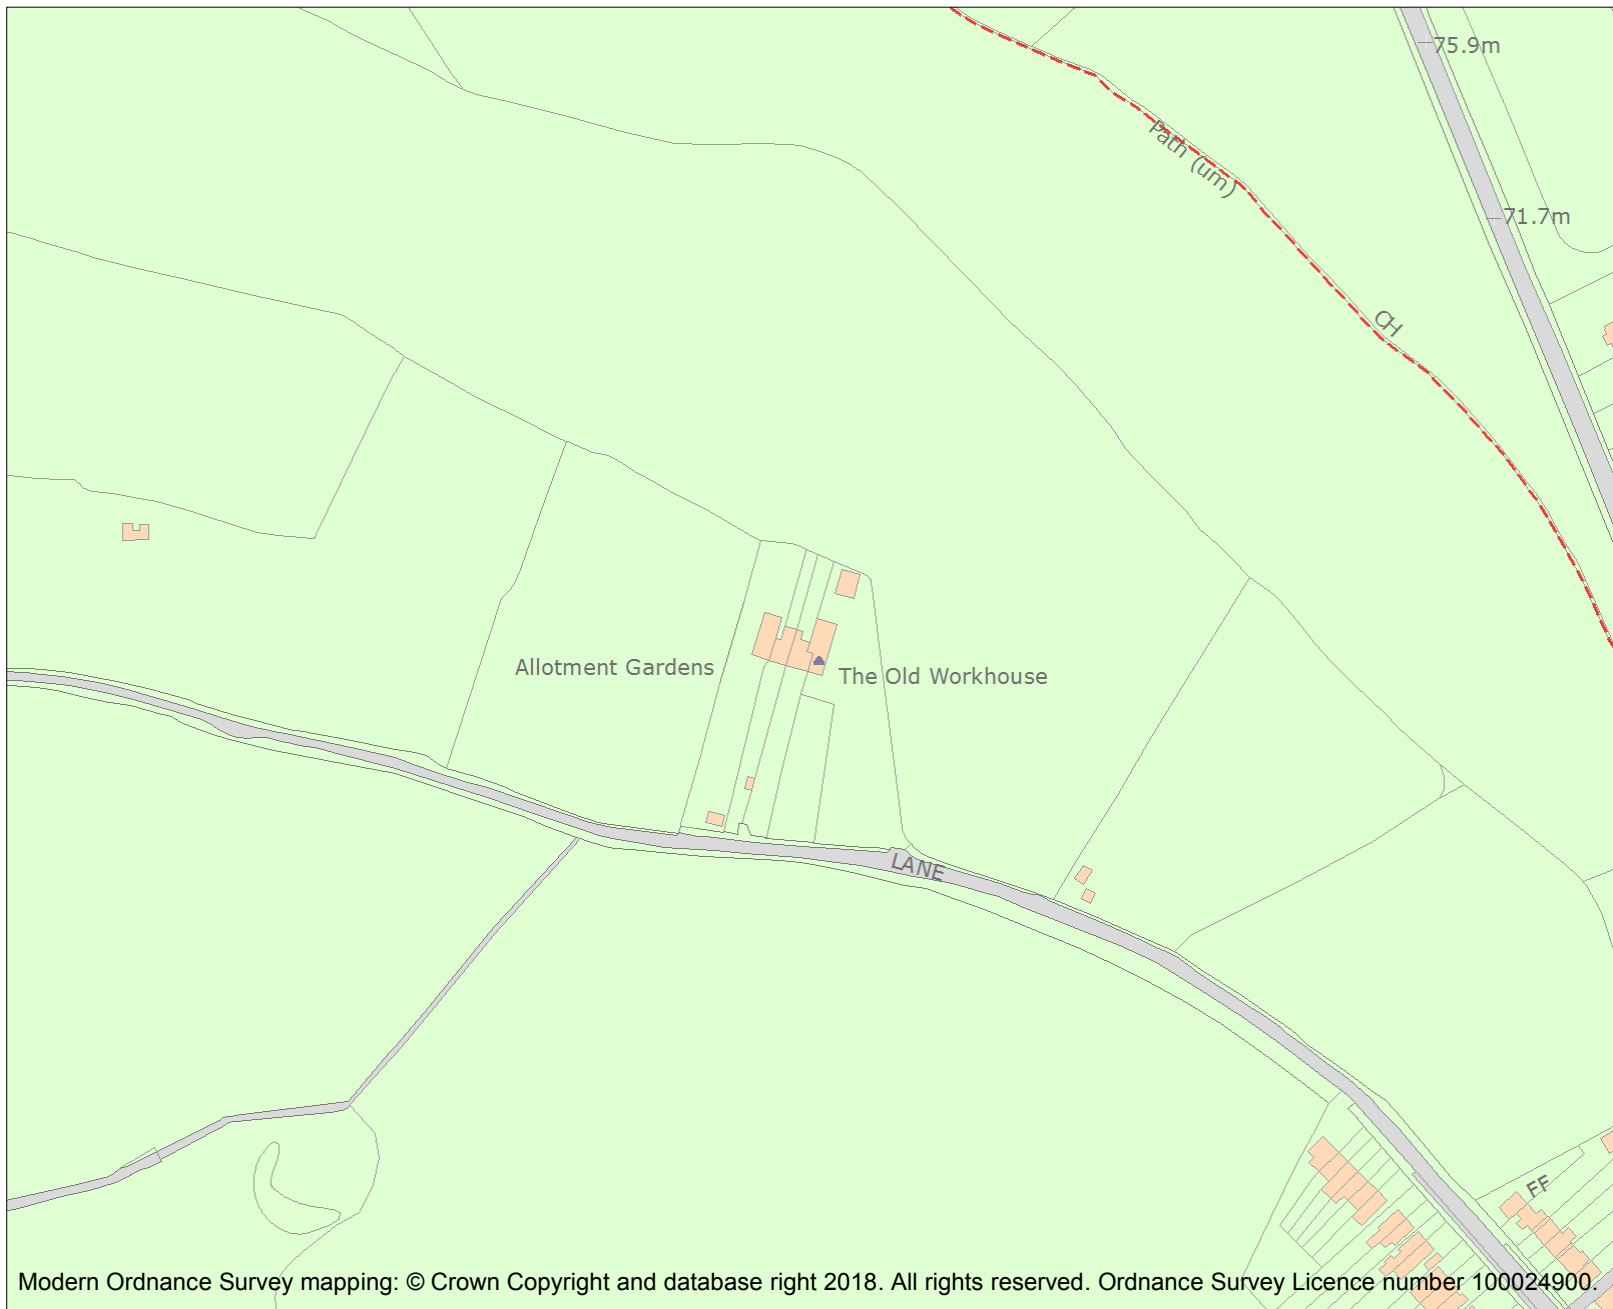 75.9m
Path (um)
71.7m
CH
Allotment Gardens
The Old Workhouse
LANE
FF
Modern Ordnance Survey mapping: © Crown Copyright and database right 2018. All rights reserved. Ordnance Survey Licence number 100024900.